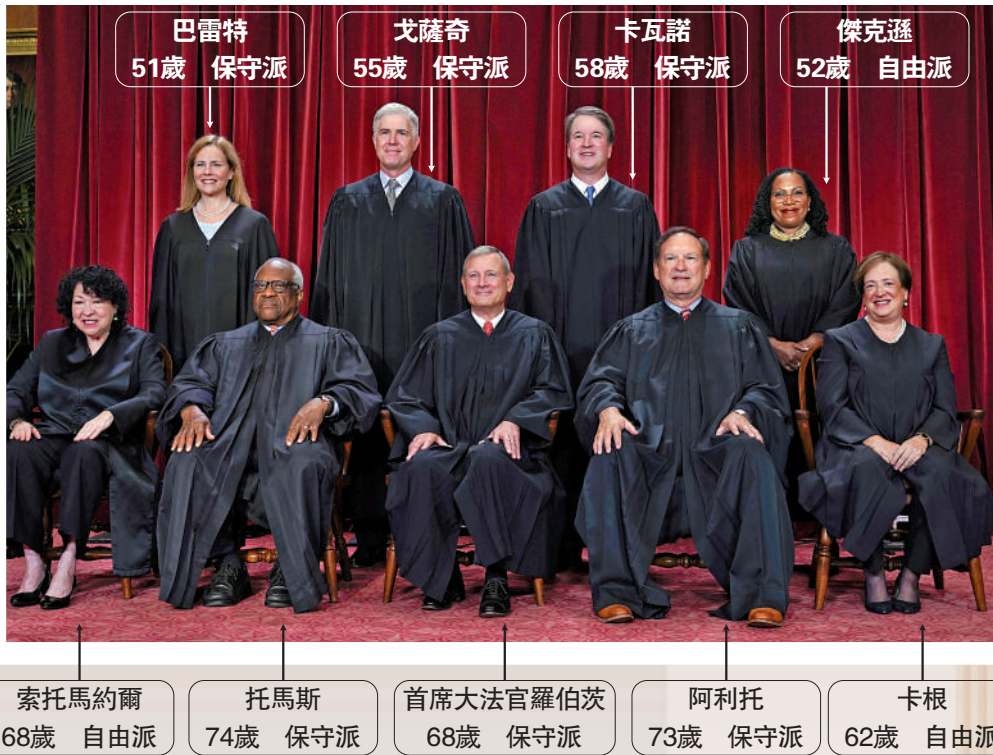 巴雷特
51歲 保守派
戈薩奇
55歲 保守派
卡瓦諾
58歲 保守派
傑克遜
52歲 自由派
索托馬約爾
68歲 自由派
托馬斯
74歲 保守派
首席大法官羅伯茨
68歲 保守派
阿利托
73歲 保守派
卡根
62歲 自由派